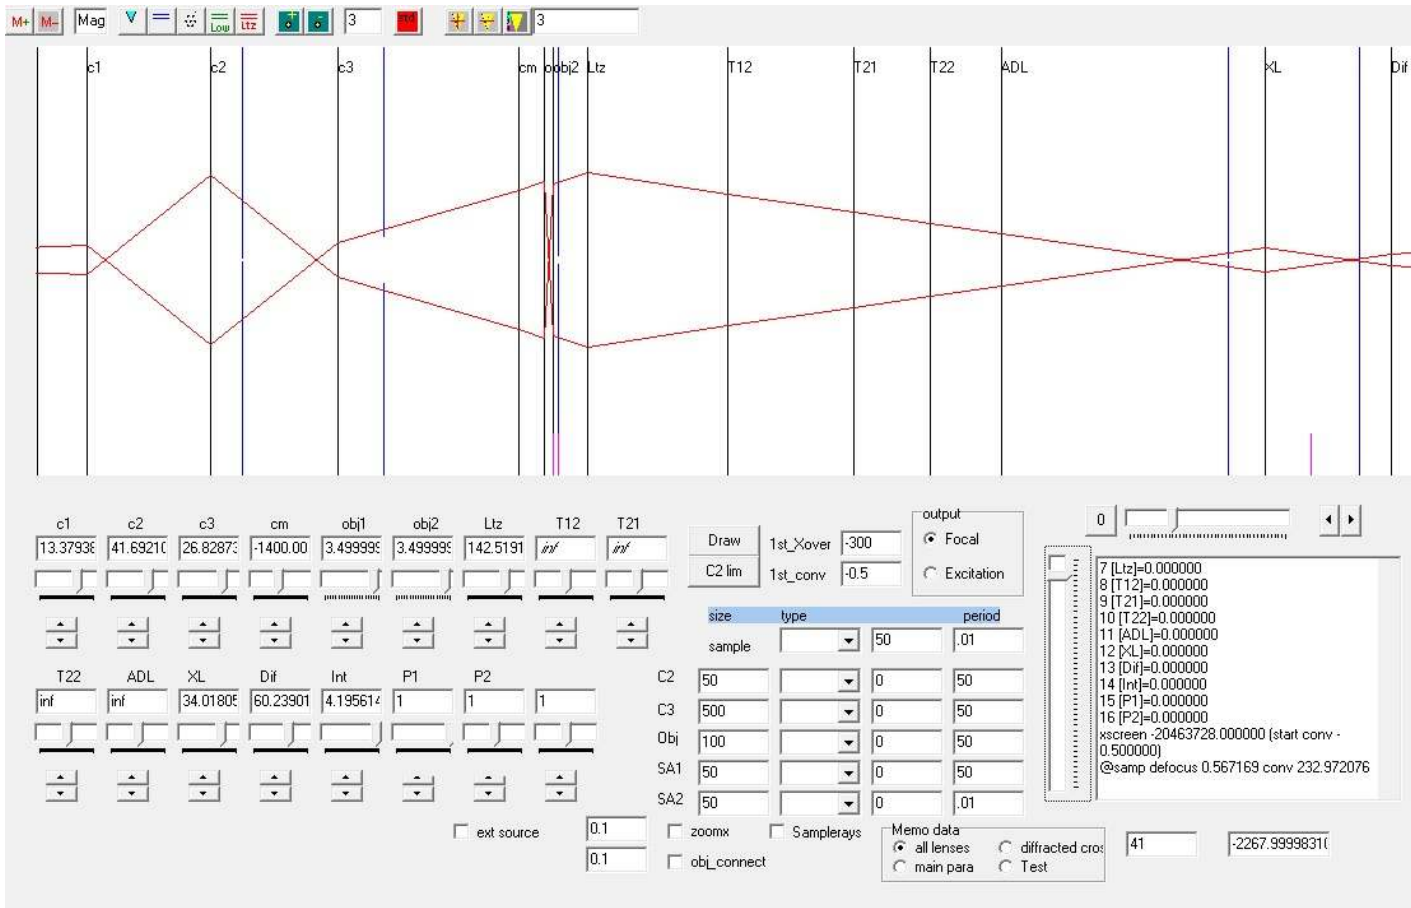 M+ M- Mag Low Ltz 3 std 3
c1 c2 c3 cm obj2 Ltz T12 T21 T22 ADL XL Dif
c1 c2 c3 cm obj1 obj2 Ltz T12 T21
13.37938 41.69210 26.82873 -1400.00 3.499999 3.499999 142.5191 inf inf
T22 ADL XL Dif Int P1 P2
inf inf 34.01805 60.23901 4.195614 1 1 1
Draw 1st_Xover -300
C2 lim 1st_conv -0.5
output
Focal
Excitation
size type period
sample 50 .01
C2 50 0 50
C3 500 0 50
Obj 100 0 50
SA1 50 0 50
SA2 50 0 .01
ext source 0.1 zoomx Samplerays
0.1 obj_connect
Memo data
all lenses diffracted cros
main para Test
0
7 [Ltz]=0.000000
8 [T12]=0.000000
9 [T21]=0.000000
10 [T22]=0.000000
11 [ADL]=0.000000
12 [XL]=0.000000
13 [Dif]=0.000000
14 [Int]=0.000000
15 [P1]=0.000000
16 [P2]=0.000000
xscreen -20463728.000000 (start conv -
0.500000)
@samp defocus 0.567169 conv 232.972076
41 -2267.9999831(